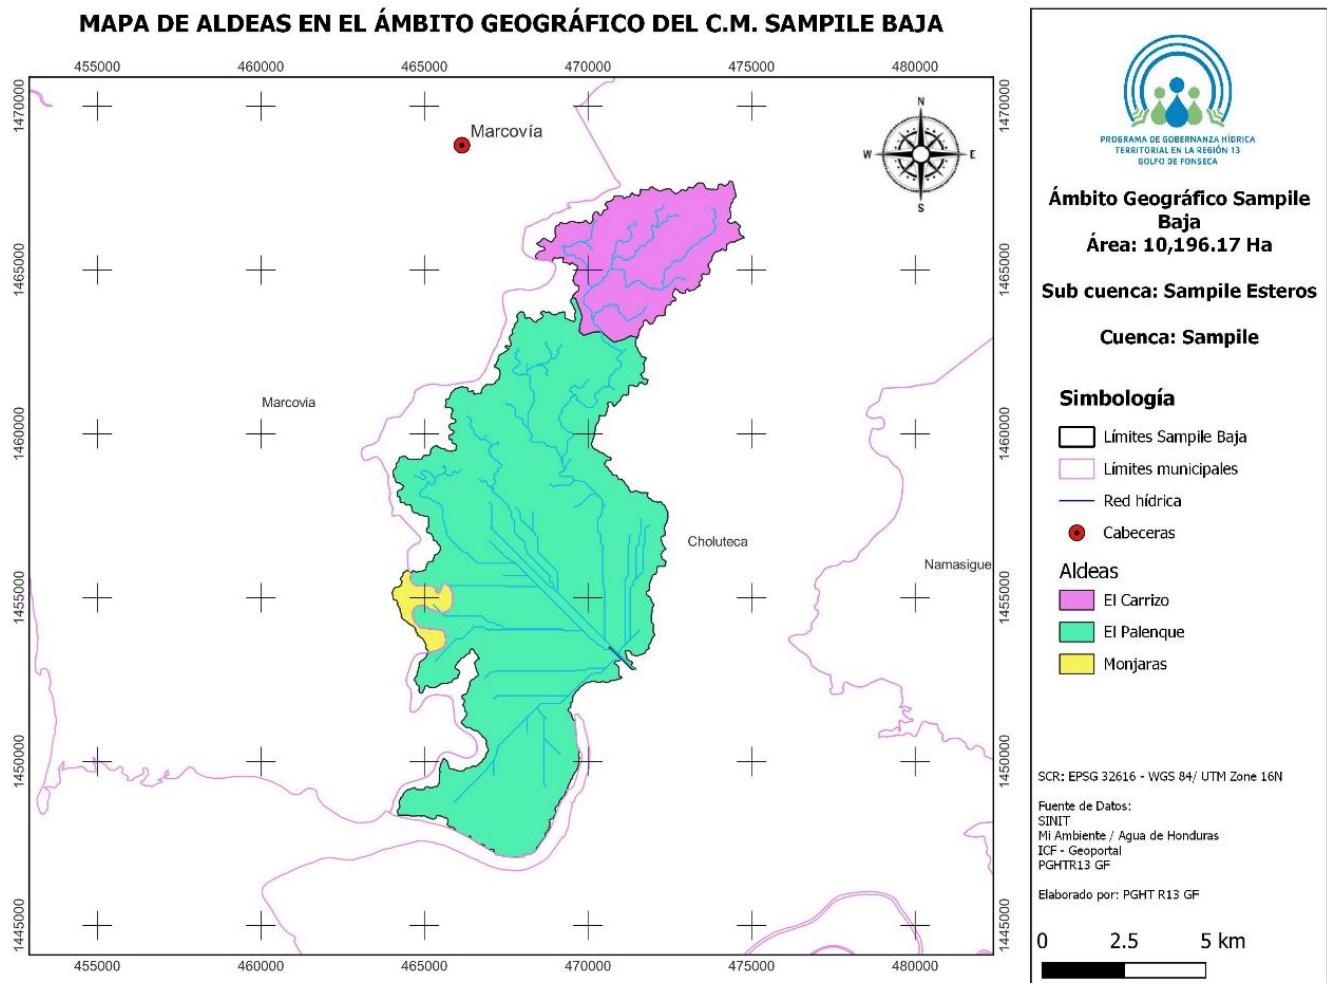 MAPA DE ALDEAS EN EL ÁMBITO GEOGRÁFICO DEL C.M. SAMPILE BAJA
455000 460000 465000 470000 475000 480000
1470000 1470000
Marcovía
N
W E
S
1465000 1465000
Marcovia
1460000 1460000
Choluteca
Namasigue
1455000 1455000
1450000 1450000
1445000 1445000
455000 460000 465000 470000 475000 480000
PROGRAMA DE GOBERNANZA HÍDRICA
TERRITORIAL EN LA REGIÓN 13
GOLFO DE FONSECA
Ámbito Geográfico Sampile
Baja
Área: 10,196.17 Ha
Sub cuenca: Sampile Esteros
Cuenca: Sampile
Simbología
Límites Sampile Baja
Límites municipales
Red hídrica
Cabeceras
Aldeas
El Carrizo
El Palenque
Monjaras
SCR: EPSG 32616 - WGS 84/ UTM Zone 16N
Fuente de Datos:
SINIT
Mi Ambiente / Agua de Honduras
ICF - Geoportal
PGHTR13 GF
Elaborado por: PGHT R13 GF
0 2.5 5 km